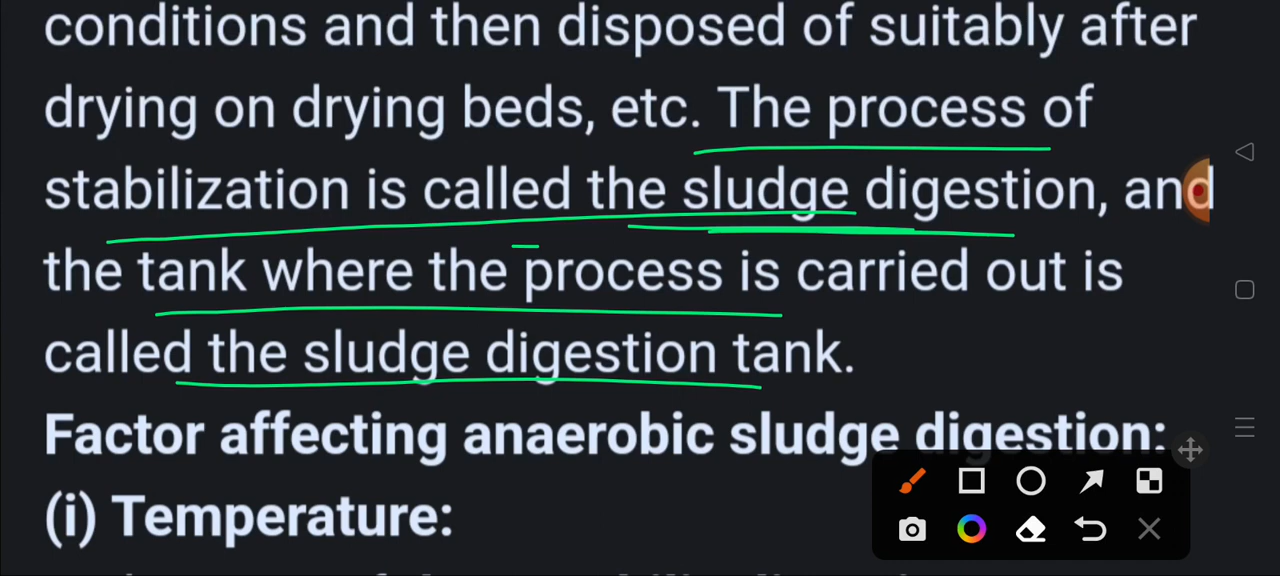 conditions and then disposed of suitably after
drying on drying beds, etc. The process of
stabilization is called the sludge digestion, and
the tank where the process is carried out is
called the sludge digestion tank.
Factor affecting anaerobic sludge digestion:
(i) Temperature: